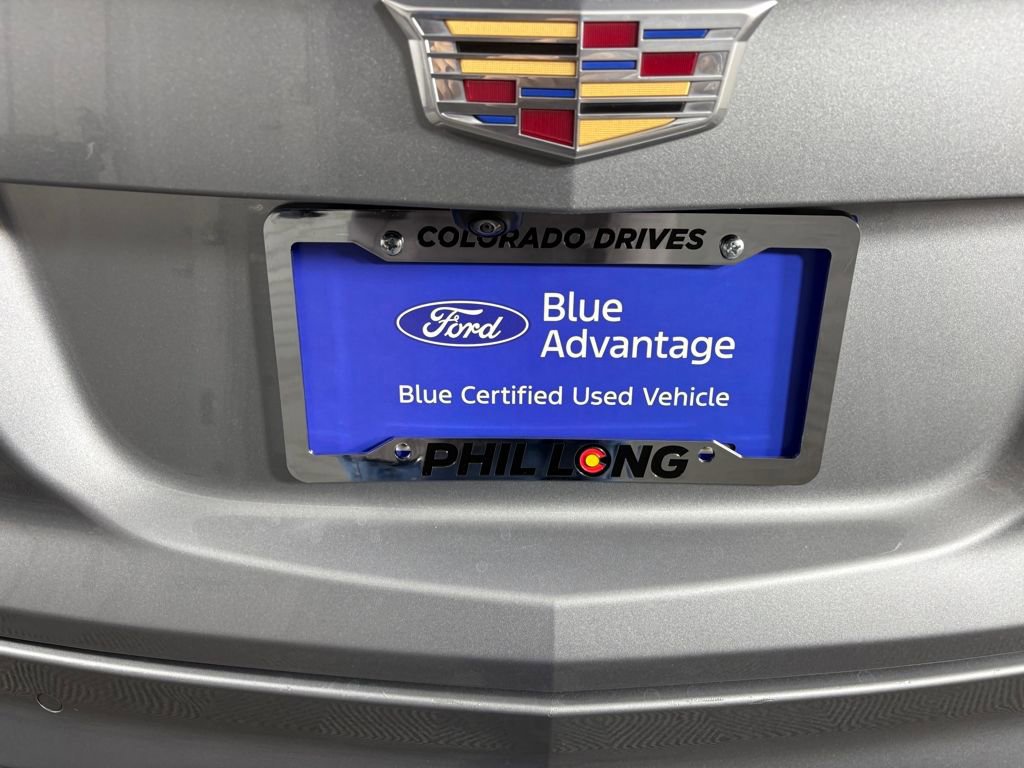 COLORADO DRIVES
Ford
Blue
Advantage
Blue Certified Used Vehicle
PHIL LONG